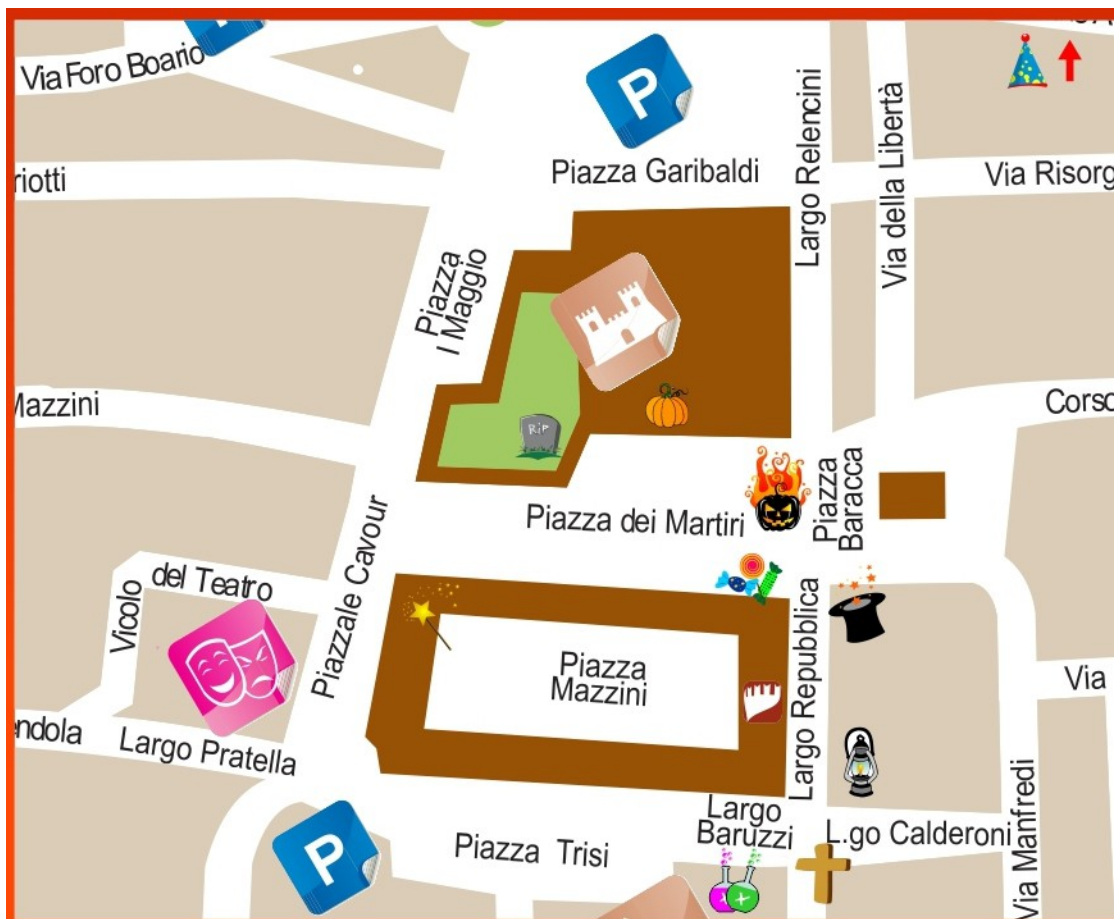 Via Foro Boario
P
Piazza Garibaldi
Largo Relencini
Via della Libertà
Via Risorg
riotti
Piazza
I Maggio
Mazzini
Corso
RIP
Piazza dei Martiri
Piazza
Baracca
Piazzale Cavour
Vicolo
del Teatro
Piazza
Mazzini
Largo Repubblica
Via
endola
Largo Pratella
Largo
Baruzzi
L.go Calderoni
Via Manfredi
P
Piazza Trisi